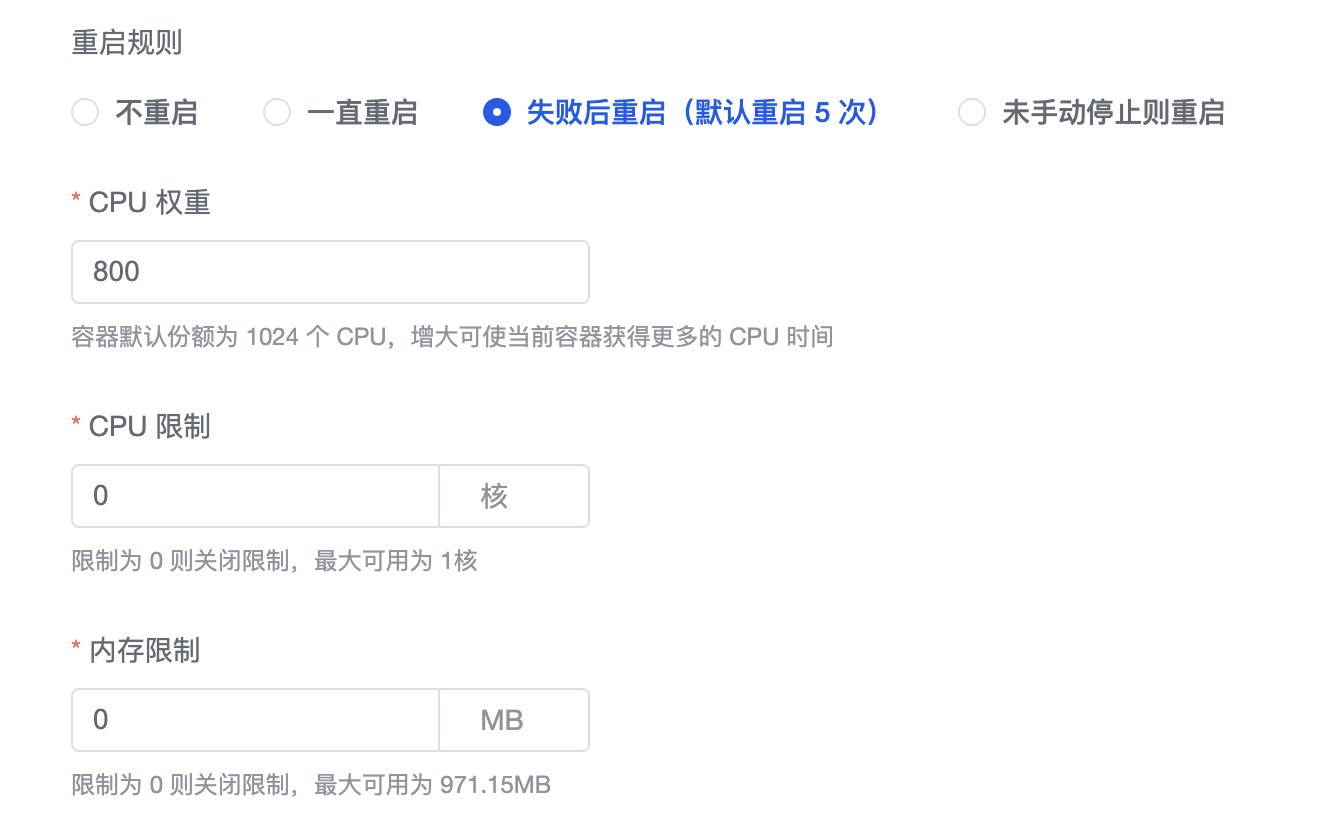 重启规则
不重启 一直重启 失败后重启（默认重启 5 次） 未手动停止则重启
* CPU 权重
800
容器默认份额为 1024 个 CPU，增大可使当前容器获得更多的 CPU 时间
* CPU 限制
0 核
限制为 0 则关闭限制，最大可用为 1核
* 内存限制
0 MB
限制为 0 则关闭限制，最大可用为 971.15MB